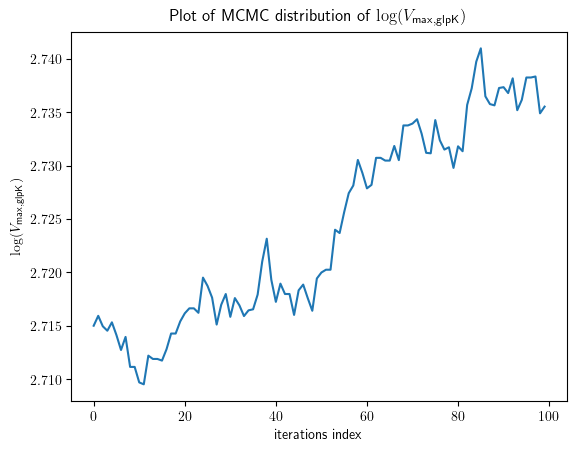 Plot of MCMC distribution of log(V_max,glpK)
log(V_max,glpK)
2.740
2.735
2.730
2.725
2.720
2.715
2.710
0 20 40 60 80 100
iterations index